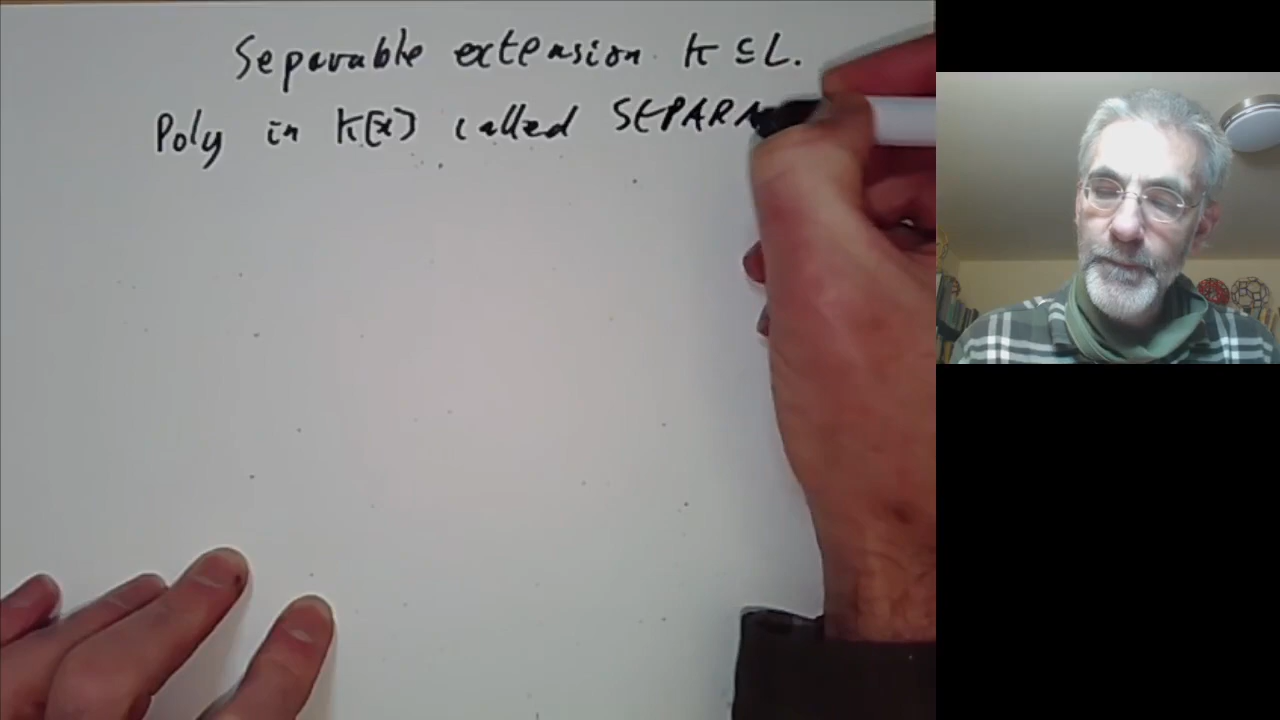 Separable extension K ⊆ L.
Poly in K[x] called SEPARA